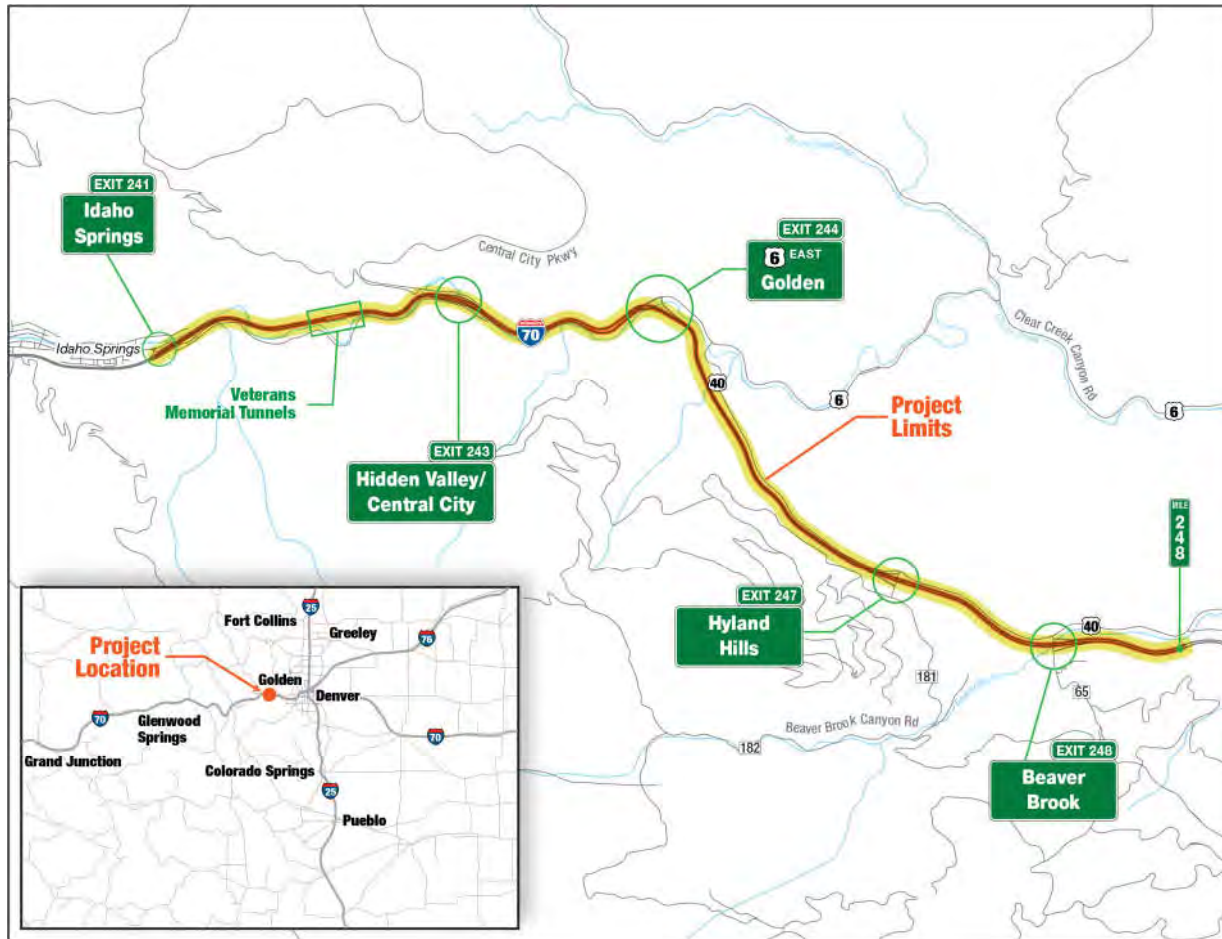 EXIT 241
Idaho
Springs
Central City Pkwy
EXIT 244
6 EAST
Golden
Idaho Springs
INTERSTATE
70
Clear Creek
Canyon Rd
Veterans
Memorial Tunnels
40
6
6
Project
Limits
EXIT 243
Hidden Valley/
Central City
MILE
2
4
8
EXIT 247
Hyland
Hills
40
181
65
Beaver Brook Canyon Rd
182
EXIT 248
Beaver
Brook
25
Fort Collins
Greeley
76
Project
Location
Golden
Denver
70
Glenwood
Springs
70
Grand Junction
Colorado Springs
25
Pueblo